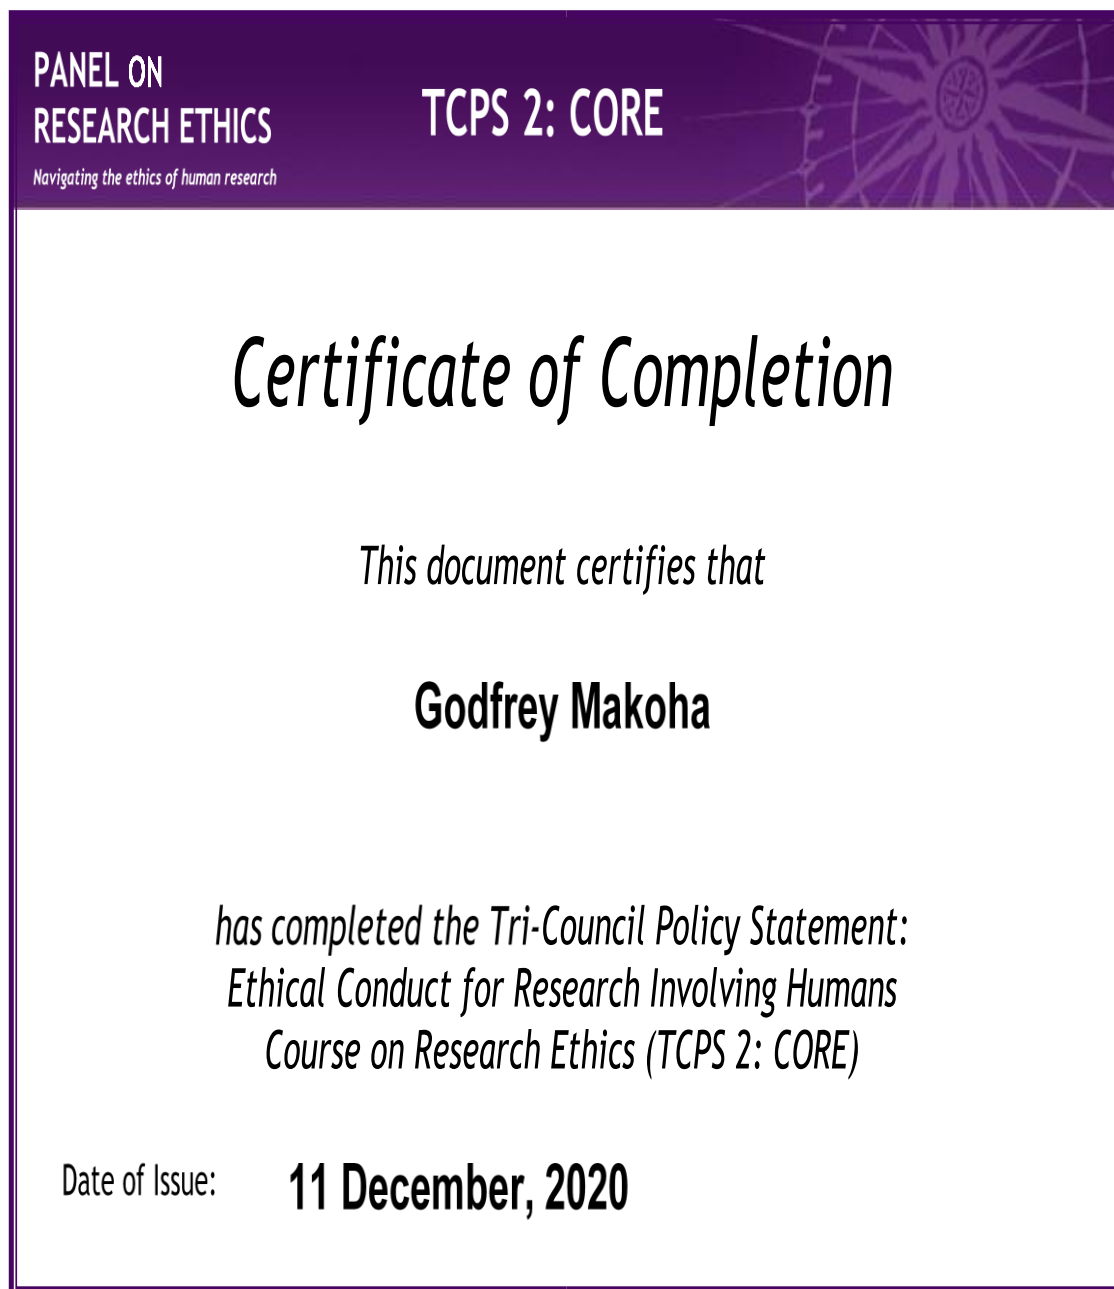 PANEL ON
RESEARCH ETHICS
Navigating the ethics of human research
TCPS 2: CORE
Certificate of Completion
This document certifies that
Godfrey Makoha
has completed the Tri-Council Policy Statement:
Ethical Conduct for Research Involving Humans
Course on Research Ethics (TCPS 2: CORE)
Date of Issue: 11 December, 2020